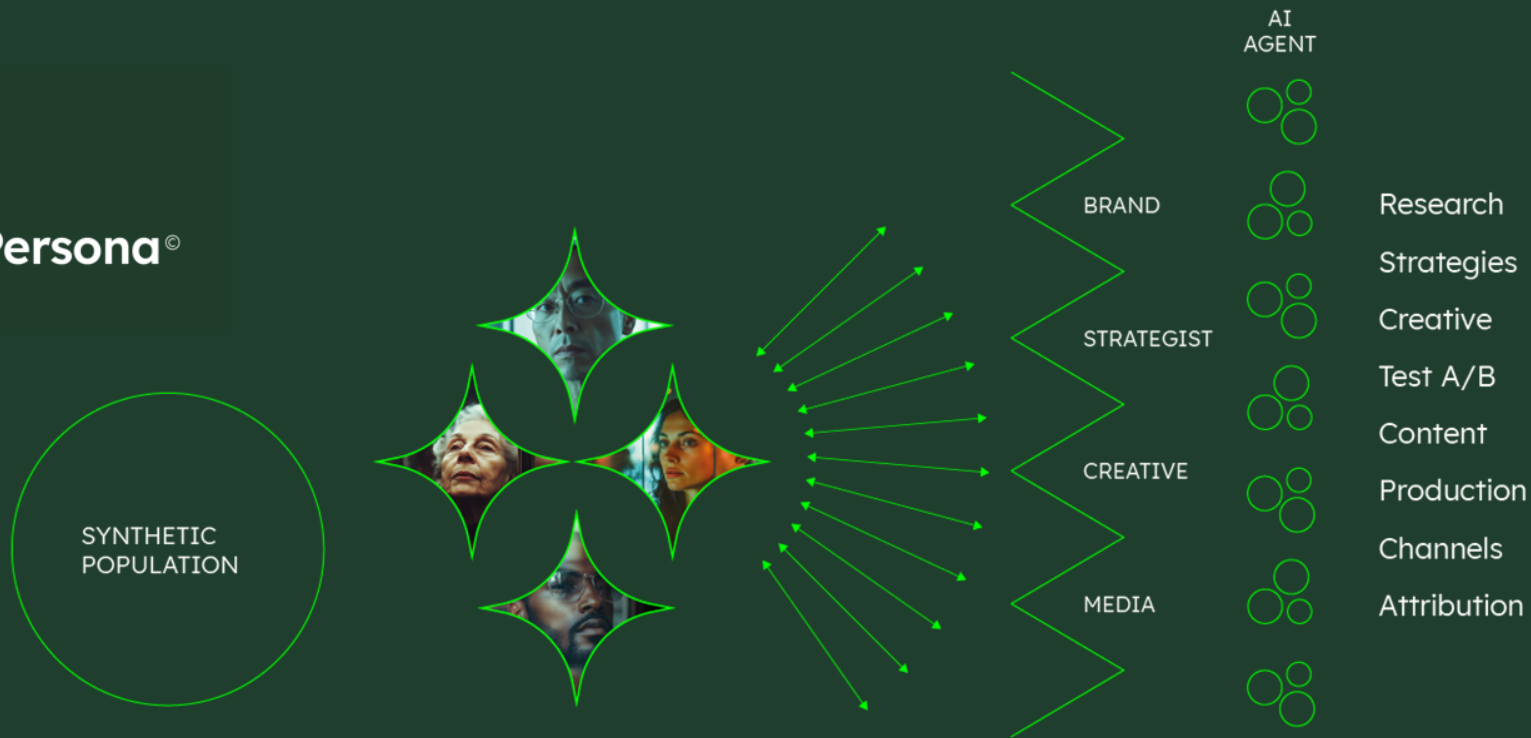 Persona©
SYNTHETIC
POPULATION
BRAND
STRATEGIST
CREATIVE
MEDIA
AI
AGENT
Research
Strategies
Creative
Test A/B
Content
Production
Channels
Attribution